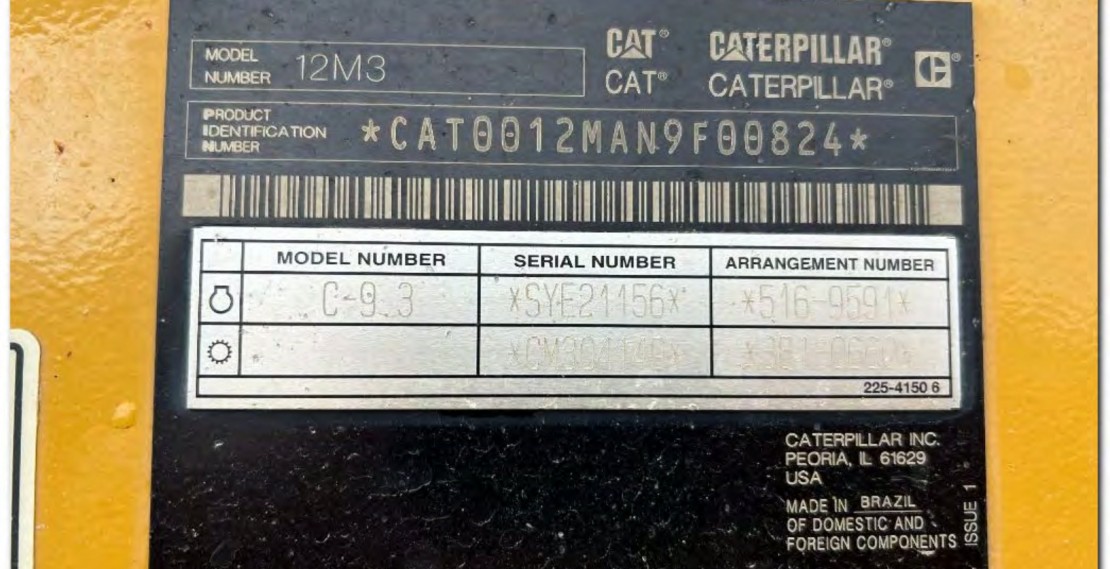 MODEL NUMBER 12M3
CAT® CATERPILLAR®
CAT® CATERPILLAR®
PRODUCT IDENTIFICATION NUMBER *CAT0012MAN9F00824*
MODEL NUMBER SERIAL NUMBER ARRANGEMENT NUMBER
C-9.3 *SYE21156* *516-9591*
225-4150 6
CATERPILLAR INC.
PEORIA, IL 61629
USA
MADE IN BRAZIL
OF DOMESTIC AND
FOREIGN COMPONENTS
ISSUE 1